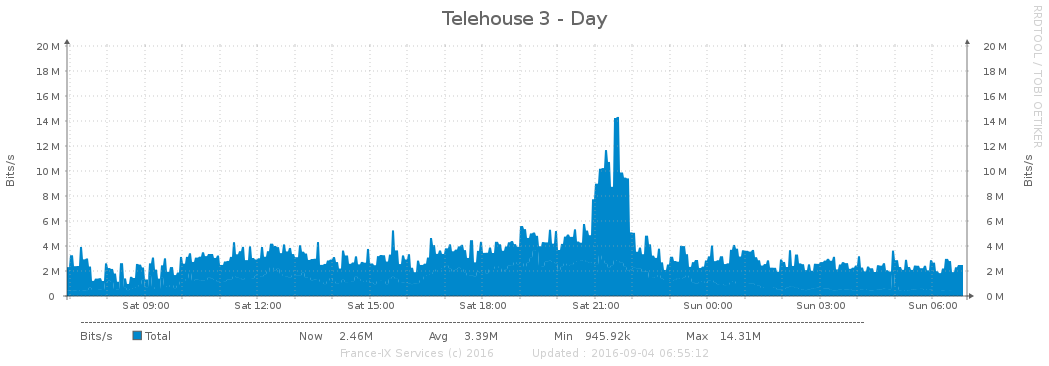 Telehouse 3 - Day
RRDTOOL / TOBI OETIKER
Bits/s
Bits/s
20 M 20 M
18 M 18 M
16 M 16 M
14 M 14 M
12 M 12 M
10 M 10 M
8 M 8 M
6 M 6 M
4 M 4 M
2 M 2 M
0 0 M
Sat 09:00 Sat 12:00 Sat 15:00 Sat 18:00 Sat 21:00 Sun 00:00 Sun 03:00 Sun 06:00
Bits/s Total Now 2.46M Avg 3.39M Min 945.92k Max 14.31M
France-IX Services (c) 2016 Updated : 2016-09-04 06:55:12